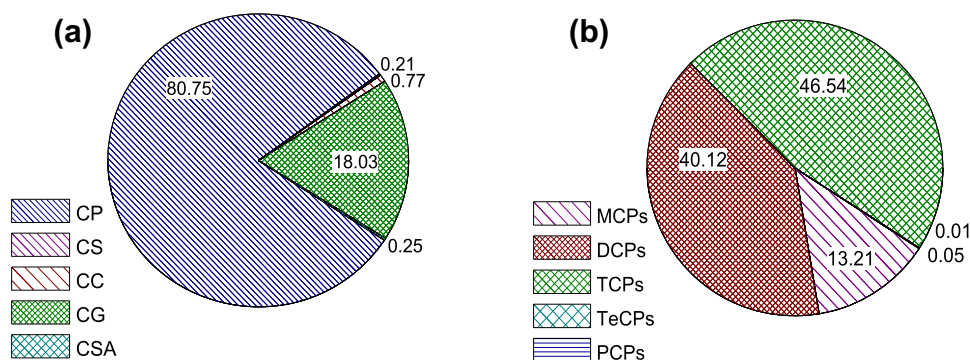 (a)
80.75
0.21
0.77
18.03
0.25
CP
CS
CC
CG
CSA
(b)
46.54
40.12
13.21
0.01
0.05
MCPs
DCPs
TCPs
TeCPs
PCPs